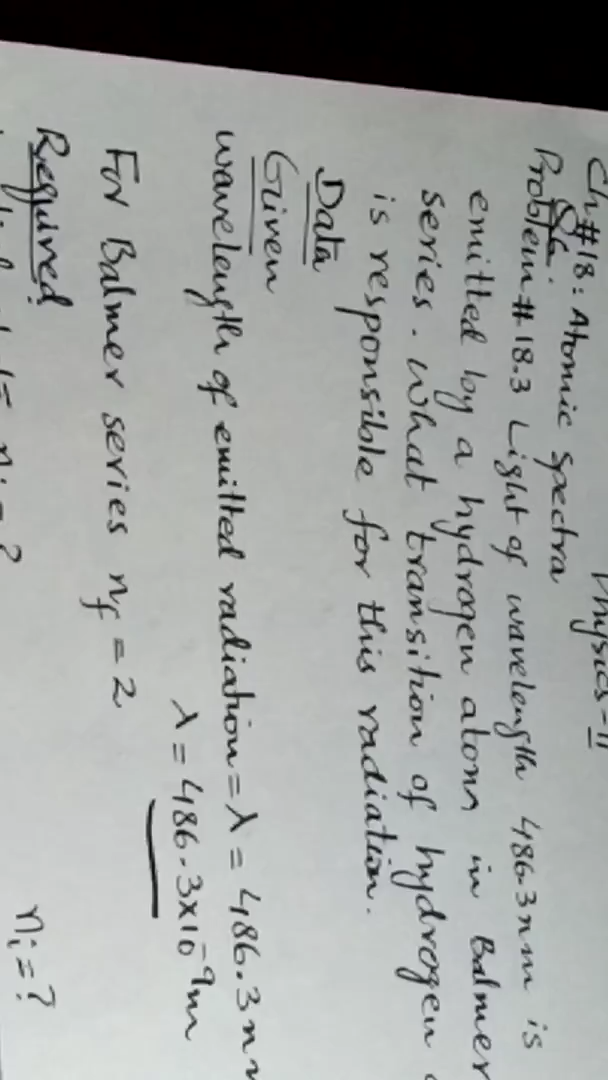 Physics-II
Ch#18: Atomic Spectra
Problem#18.3 Light of wavelength 486.3nm is
emitted by a hydrogen atom in Balmer
series. What transition of hydrogen
is responsible for this radiation.
Data
Given
wavelength of emitted radiation=λ = 486.3n
λ = 486.3x10⁻⁹m
For Balmer series nf = 2
Required
ni=?